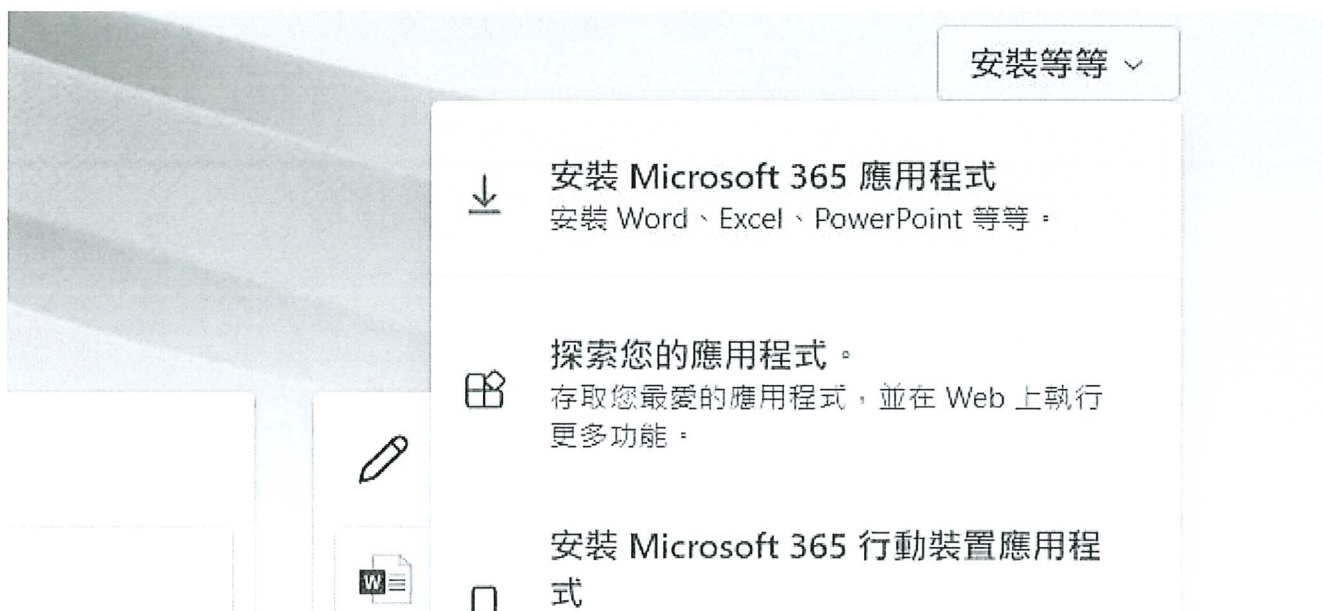 安裝等等
安裝 Microsoft 365 應用程式
安裝 Word、Excel、PowerPoint 等等。
探索您的應用程式。
存取您最愛的應用程式，並在 Web 上執行
更多功能。
安裝 Microsoft 365 行動裝置應用程
式
W